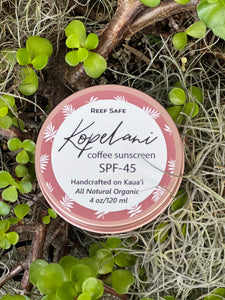 REEF SAFE
Kopelani
coffee sunscreen
SPF-45
Handcrafted on Kaua'i
All Natural Organic
4 oz/120 ml